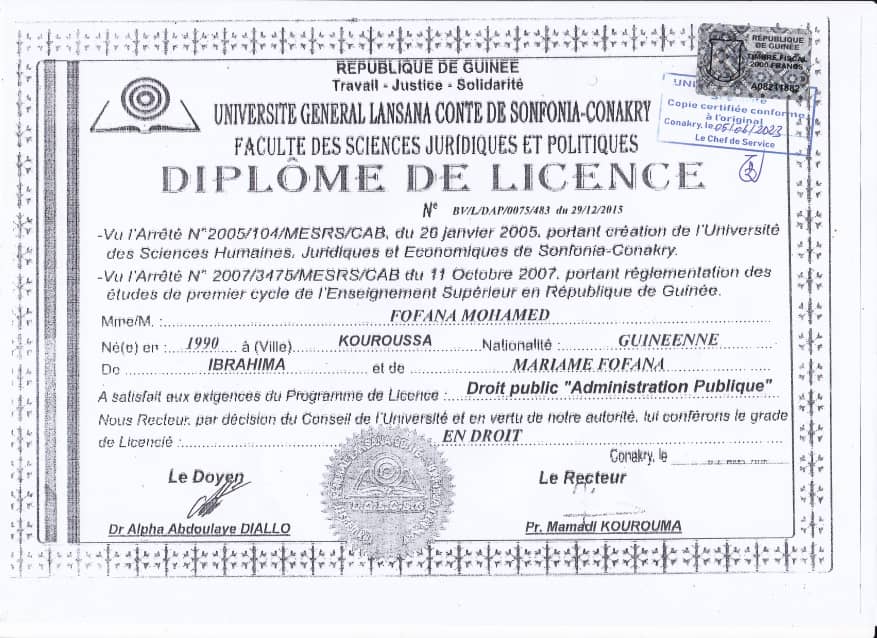 REPUBLIQUE DE GUINEE
Travail - Justice - Solidarité
UNIVERSITE GENERAL LANSANA CONTE DE SONFONIA-CONAKRY
FACULTE DES SCIENCES JURIDIQUES ET POLITIQUES
DIPLÔME DE LICENCE
REPUBLIQUE
DE GUINEE
TIMBRE FISCAL
2000 FRANCS
A08211882
Copie certifiée conforme
à l'original
Conakry, le 05/06/2023
Le Chef de Service
N° BV/L/DAP/0075/483 du 29/12/2015
-Vu l'Arrêté N°2005/104/MESRS/CAB, du 26 janvier 2005, portant création de l'Université
des Sciences Humaines, Juridiques et Economiques de Sonfonia-Conakry.
-Vu l'Arrêté N° 2007/3475/MESRS/CAB du 11 Octobre 2007, portant réglementation des
études de premier cycle de l'Enseignement Supérieur en République de Guinée.
Mme/M. : FOFANA MOHAMED
Né(e) en : 1990 à (Ville) KOUROUSSA Nationalité : GUINEENNE
De IBRAHIMA et de MARIAME FOFANA
A satisfait aux exigences du Programme de Licence : Droit public "Administration Publique"
Nous Recteur, par décision du Conseil de l'Université et en vertu de notre autorité, lui conférons le grade
de Licencié : EN DROIT
Conakry, le
Le Doyen
Le Recteur
Dr Alpha Abdoulaye DIALLO
Pr. Mamadi KOUROUMA